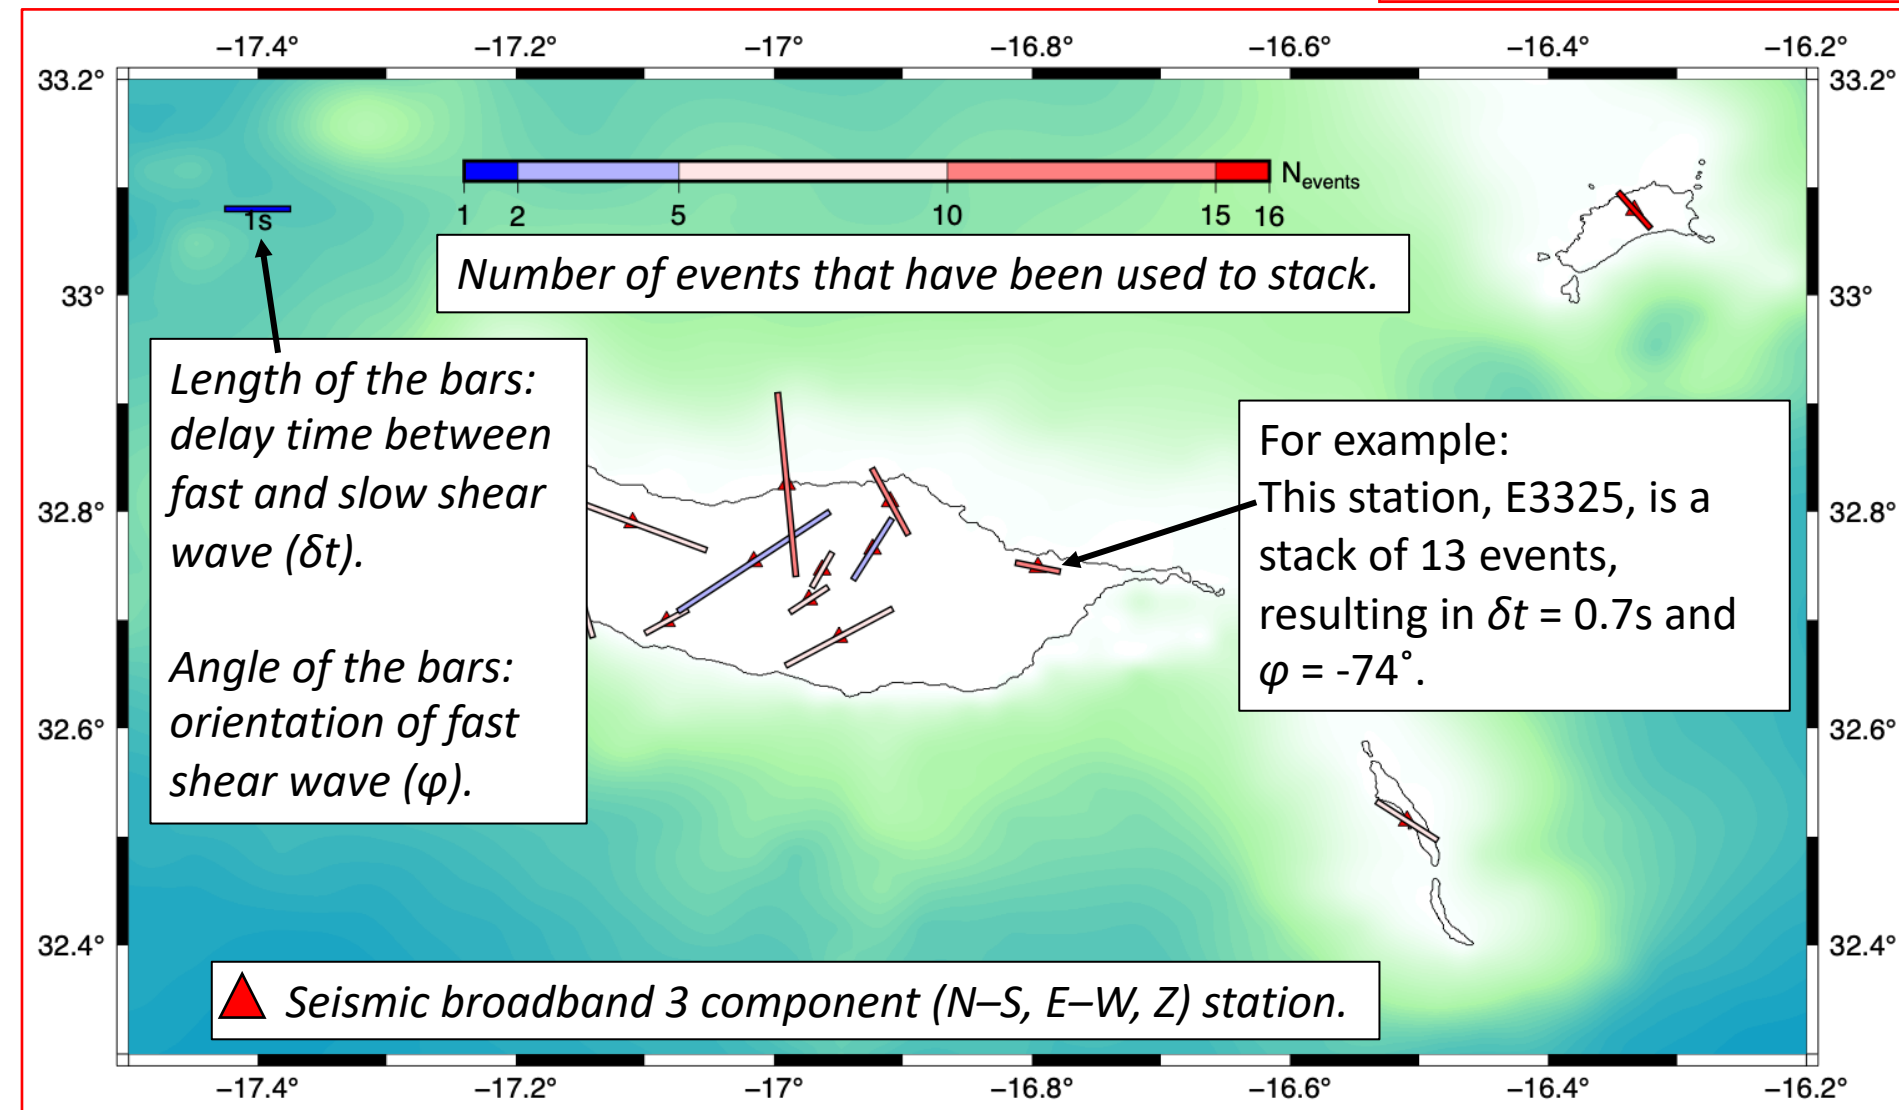 −17.4° −17.2° −17° −16.8° −16.6° −16.4° −16.2°
33.2° 33.2°
Nevents
1 2 5 10 15 16
1s
Number of events that have been used to stack.
33° 33°
Length of the bars:
delay time between
fast and slow shear
wave (δt).
Angle of the bars:
orientation of fast
shear wave (φ).
For example:
This station, E3325, is a
stack of 13 events,
resulting in δt = 0.7s and
φ = -74˚.
32.8° 32.8°
32.6° 32.6°
32.4° 32.4°
Seismic broadband 3 component (N–S, E–W, Z) station.
−17.4° −17.2° −17° −16.8° −16.6° −16.4° −16.2°